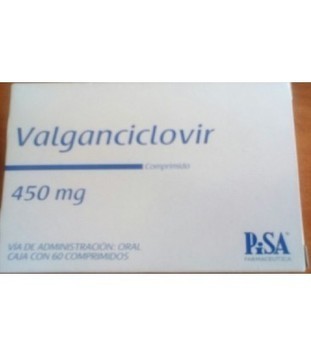 Valganciclovir
Comprimido
450 mg
VÍA DE ADMINISTRACIÓN: ORAL
CAJA CON 60 COMPRIMIDOS
PiSA
FARMACÉUTICA